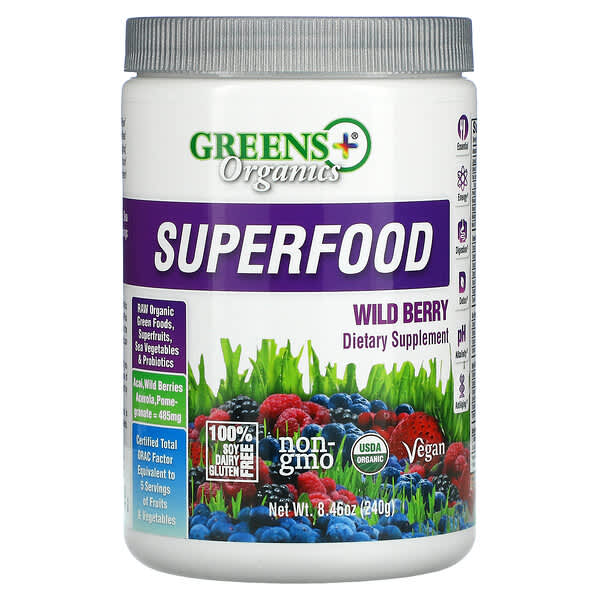 GREENS+®
Organics
SUPERFOOD
WILD BERRY
Dietary Supplement
RAW Organic
Green Foods,
Superfruits,
Sea Vegetables
& Probiotics
Acai, Wild Berries
Acerola, Pome-
granate = 485mg
Certified Total
ORAC Factor
Equivalent to
5 Servings
of Fruits
& Vegetables
100%
SOY
DAIRY
GLUTEN
FREE
non-
gmo
USDA
ORGANIC
Vegan
Net Wt. 8.46oz (240g)
Essential
Energy†
Digestion†
Detox†
pH
Alkalinity†
Antiaging†